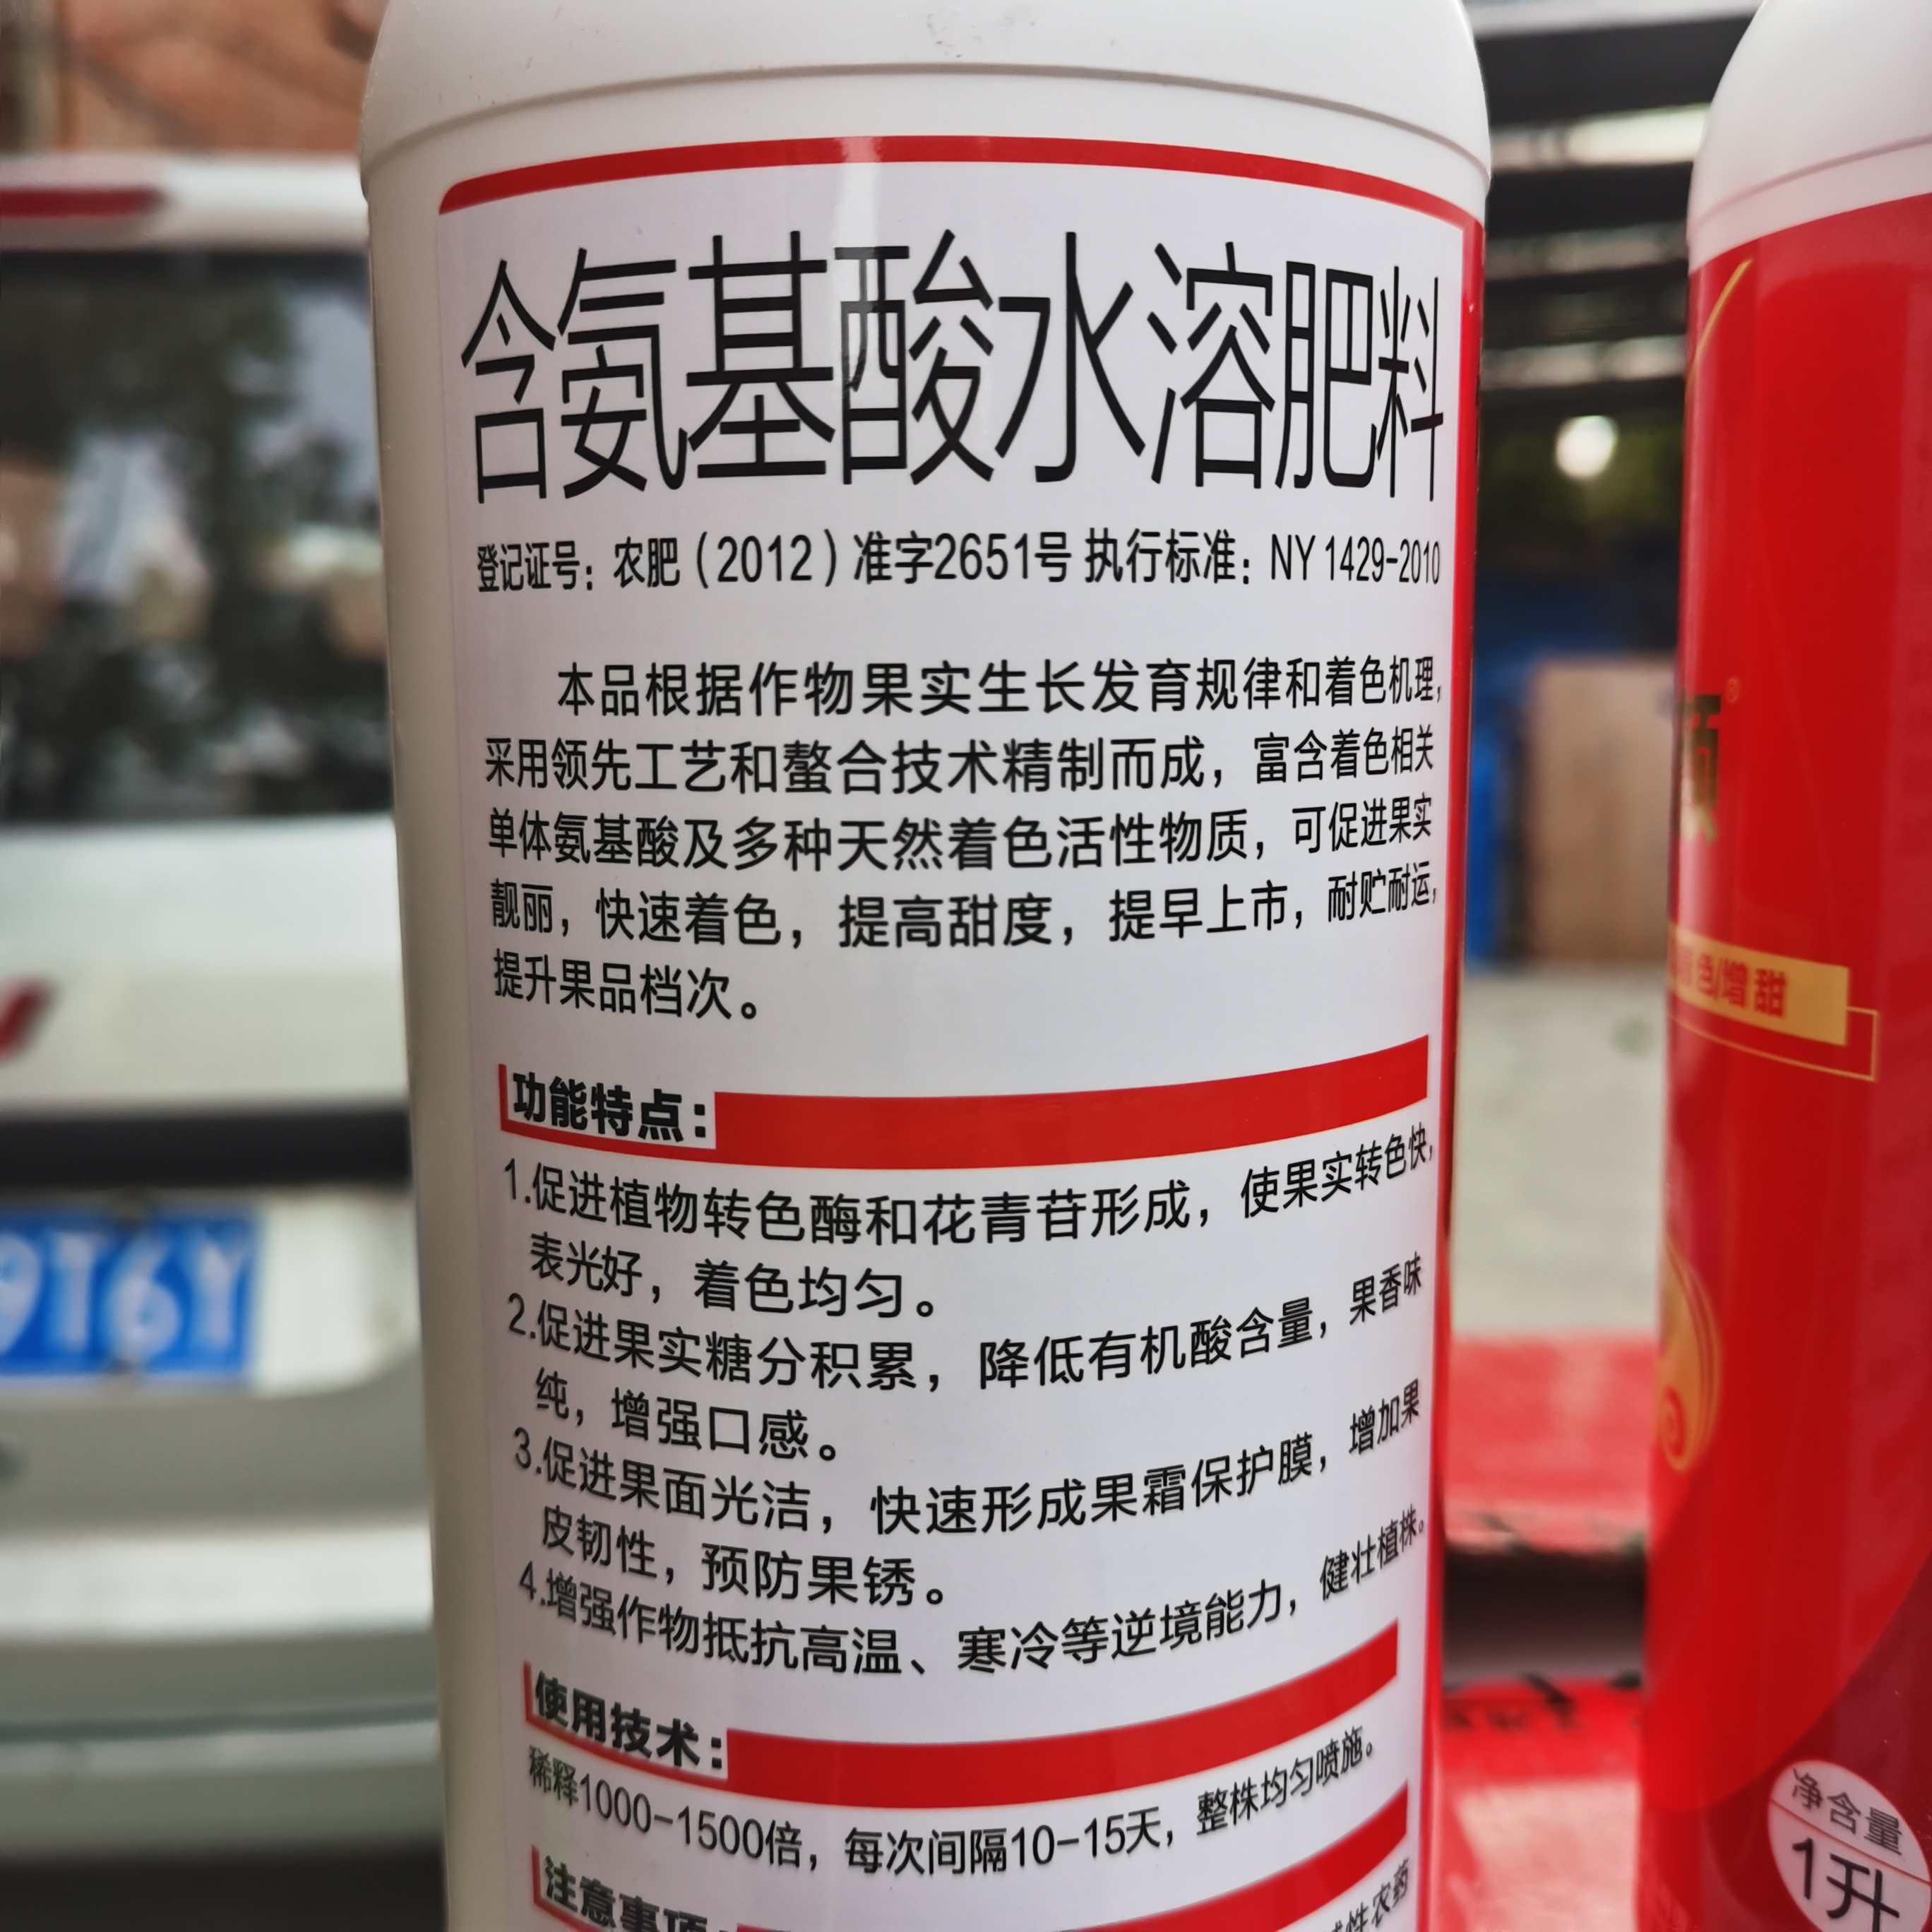 含氨基酸水溶肥料
登记证号：农肥（2012）准字2651号 执行标准：NY 1429-2010
本品根据作物果实生长发育规律和着色机理，
采用领先工艺和螯合技术精制而成，富含着色相关
单体氨基酸及多种天然着色活性物质，可促进果实
靓丽，快速着色，提高甜度，提早上市，耐贮耐运，
提升果品档次。
功能特点：
1.促进植物转色酶和花青苷形成，使果实转色快，
表光好，着色均匀。
2.促进果实糖分积累，降低有机酸含量，果香味
纯，增强口感。
3.促进果面光洁，快速形成果霜保护膜，增加果
皮韧性，预防果锈。
4.增强作物抵抗高温、寒冷等逆境能力，健壮植株。
使用技术：
稀释1000-1500倍，每次间隔10-15天，整株均匀喷施。
注意事项：
性农药
色/增甜
净含量
1升
9T6Y